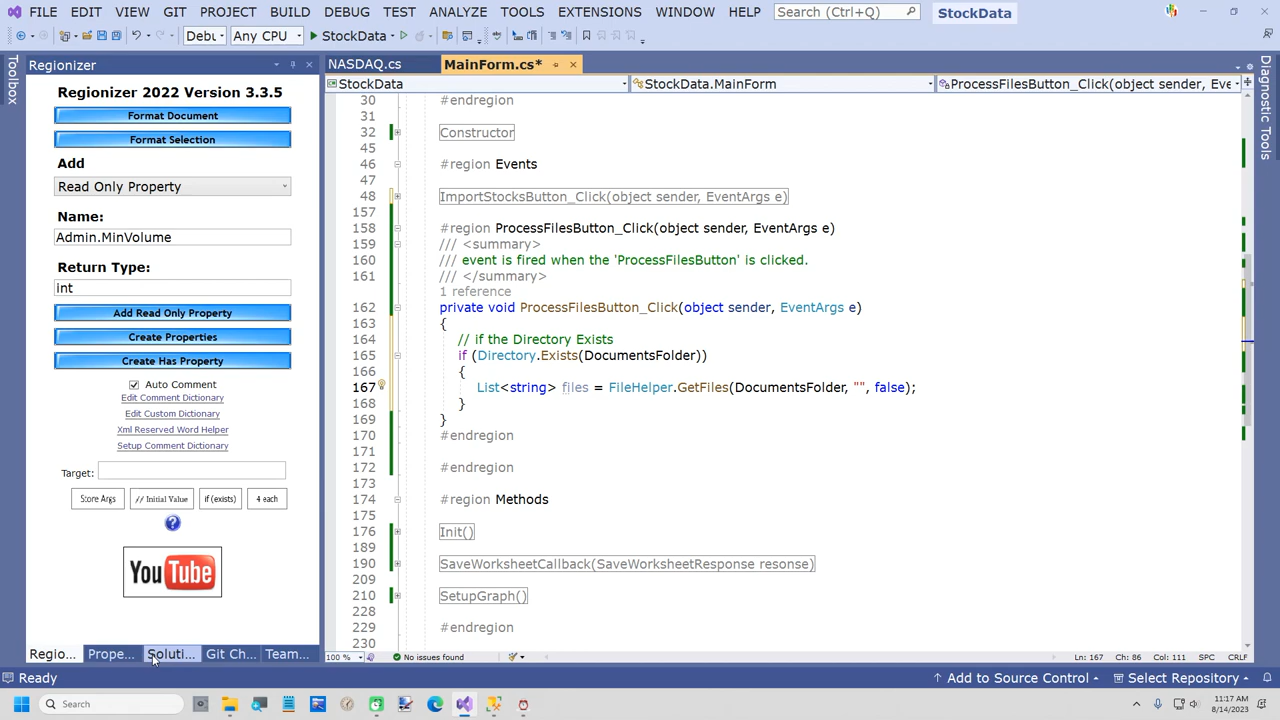 FILE EDIT VIEW GIT PROJECT BUILD DEBUG TEST ANALYZE TOOLS EXTENSIONS WINDOW HELP Search (Ctrl+Q) StockData
Debu Any CPU StockData
Toolbox
Regionizer
Regionizer 2022 Version 3.3.5
Format Document
Format Selection
Add
Read Only Property
Name:
Admin.MinVolume
Return Type:
int
Add Read Only Property
Create Properties
Create Has Property
Auto Comment
Edit Comment Dictionary
Edit Custom Dictionary
Xml Reserved Word Helper
Setup Comment Dictionary
Target:
Store Args // Initial Value if (exists) 4 each
?
YouTube
Regio... Prope... Soluti... Git Ch... Team...
NASDAQ.cs MainForm.cs*
StockData StockData.MainForm ProcessFilesButton_Click(object sender, Eve
30 #endregion
31
32 Constructor
45
46 #region Events
47
48 ImportStocksButton_Click(object sender, EventArgs e)
157
158 #region ProcessFilesButton_Click(object sender, EventArgs e)
159 /// <summary>
160 /// event is fired when the 'ProcessFilesButton' is clicked.
161 /// </summary>
1 reference
162 private void ProcessFilesButton_Click(object sender, EventArgs e)
163 {
164 // if the Directory Exists
165 if (Directory.Exists(DocumentsFolder))
166 {
167 List<string> files = FileHelper.GetFiles(DocumentsFolder, "", false);
168 }
169 }
170 #endregion
171
172 #endregion
173
174 #region Methods
175
176 Init()
189
190 SaveWorksheetCallback(SaveWorksheetResponse resonse)
209
210 SetupGraph()
228
229 #endregion
230
100 % No issues found Ln: 167 Ch: 86 Col: 111 SPC CRLF
Diagnostic Tools
Ready Add to Source Control Select Repository
Search 11:17 AM
8/14/2023